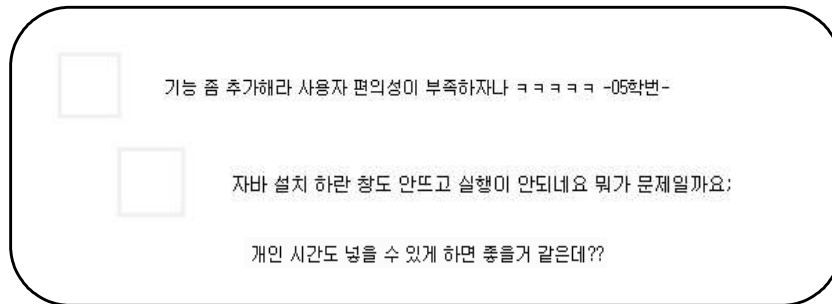 기능 좀 추가해라 사용자 편의성이 부족하자나 ㅋㅋㅋㅋㅋ -05학번-
자바 설치 하란 창도 안뜨고 실행이 안되네요 뭐가 문제일까요;
개인 시간도 넣을 수 있게 하면 좋을거 같은데??